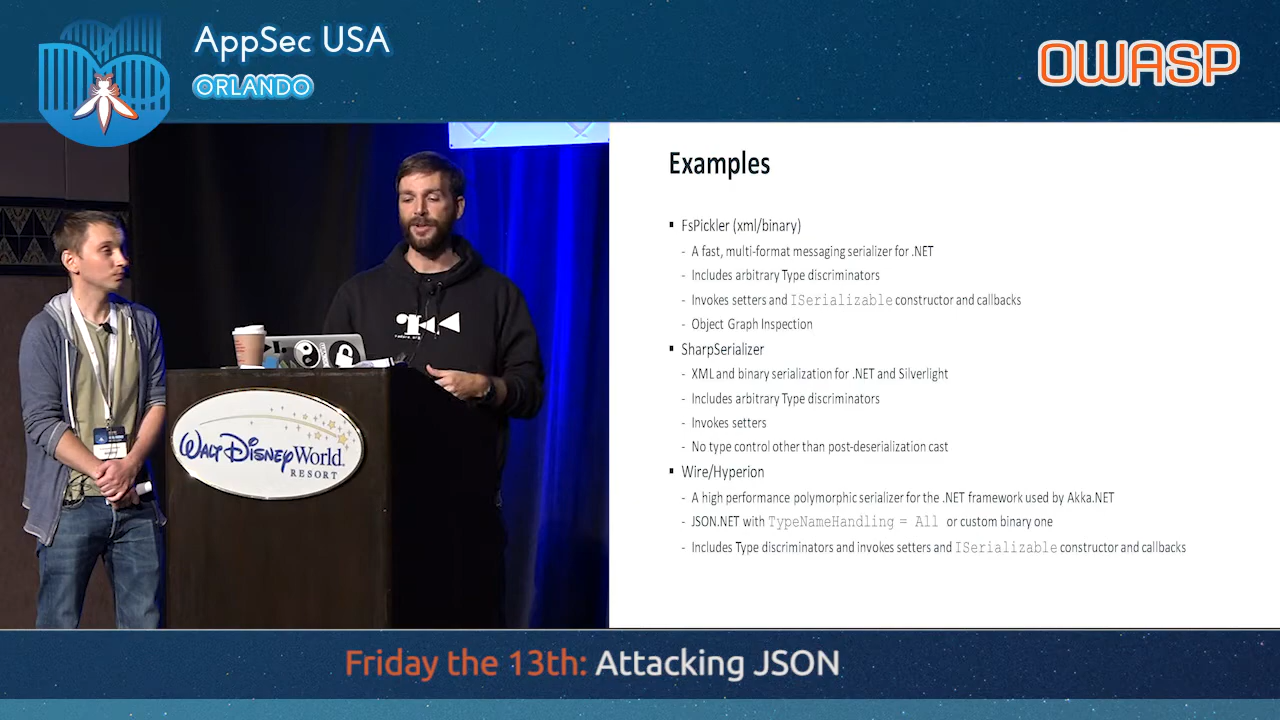 AppSec USA
ORLANDO
OWASP
Examples
▪ FsPickler (xml/binary)
- A fast, multi-format messaging serializer for .NET
- Includes arbitrary Type discriminators
- Invokes setters and ISerializable constructor and callbacks
- Object Graph Inspection
▪ SharpSerializer
- XML and binary serialization for .NET and Silverlight
- Includes arbitrary Type discriminators
- Invokes setters
- No type control other than post-deserialization cast
▪ Wire/Hyperion
- A high performance polymorphic serializer for the .NET framework used by Akka.NET
- JSON.NET with TypeNameHandling = All or custom binary one
- Includes Type discriminators and invokes setters and ISerializable constructor and callbacks
WALT DISNEY World.
RESORT
Friday the 13th: Attacking JSON